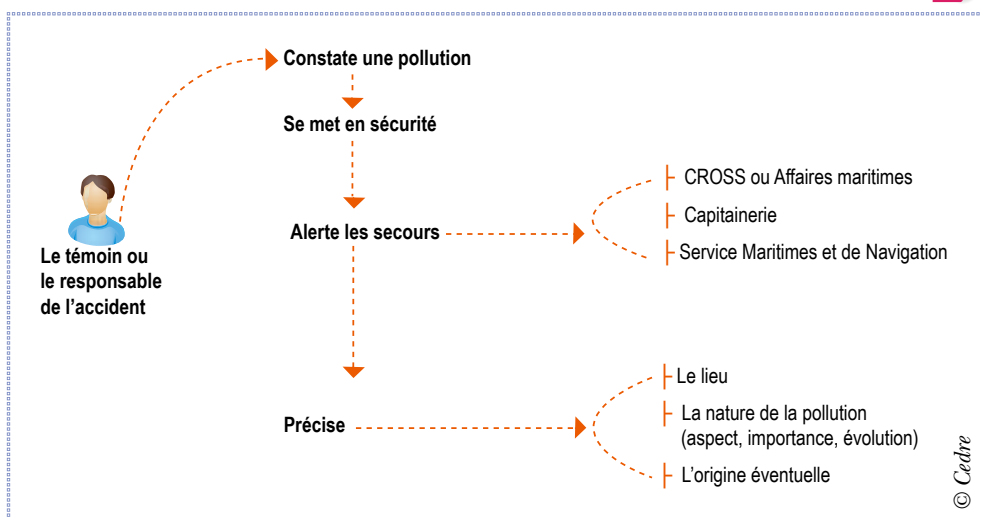 Constate une pollution
Se met en sécurité
Le témoin ou
le responsable
de l'accident
Alerte les secours
CROSS ou Affaires maritimes
Capitainerie
Service Maritimes et de Navigation
Précise
Le lieu
La nature de la pollution
(aspect, importance, évolution)
L'origine éventuelle
© Cedre